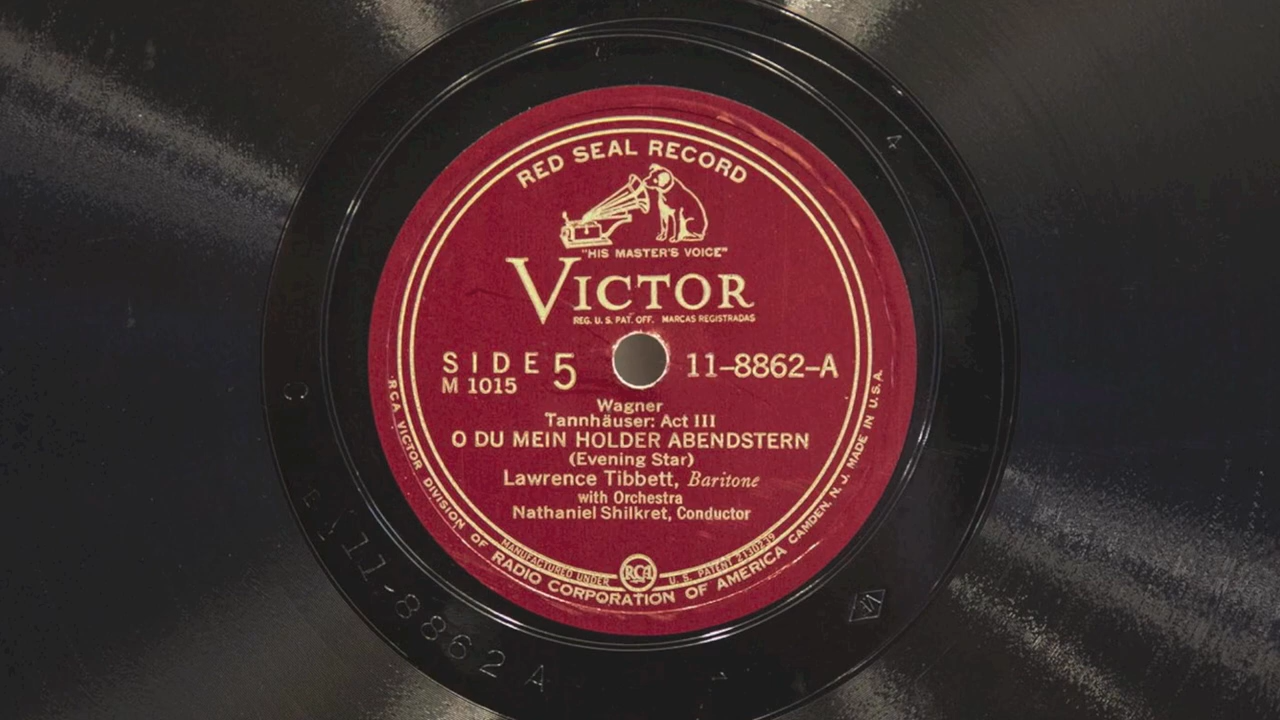 RED SEAL RECORD
"HIS MASTER'S VOICE"
VICTOR
REG. U. S. PAT. OFF. MARCAS REGISTRADAS
SIDE 5
M 1015
11–8862–A
Wagner
Tannhäuser: Act III
O DU MEIN HOLDER ABENDSTERN
(Evening Star)
Lawrence Tibbett, Baritone
with Orchestra
Nathaniel Shilkret, Conductor
MANUFACTURED UNDER RCA U. S. PATENT 2130239
RCA VICTOR DIVISION OF RADIO CORPORATION OF AMERICA CAMDEN, N. J. MADE IN U. S. A.
11-8862 A
A